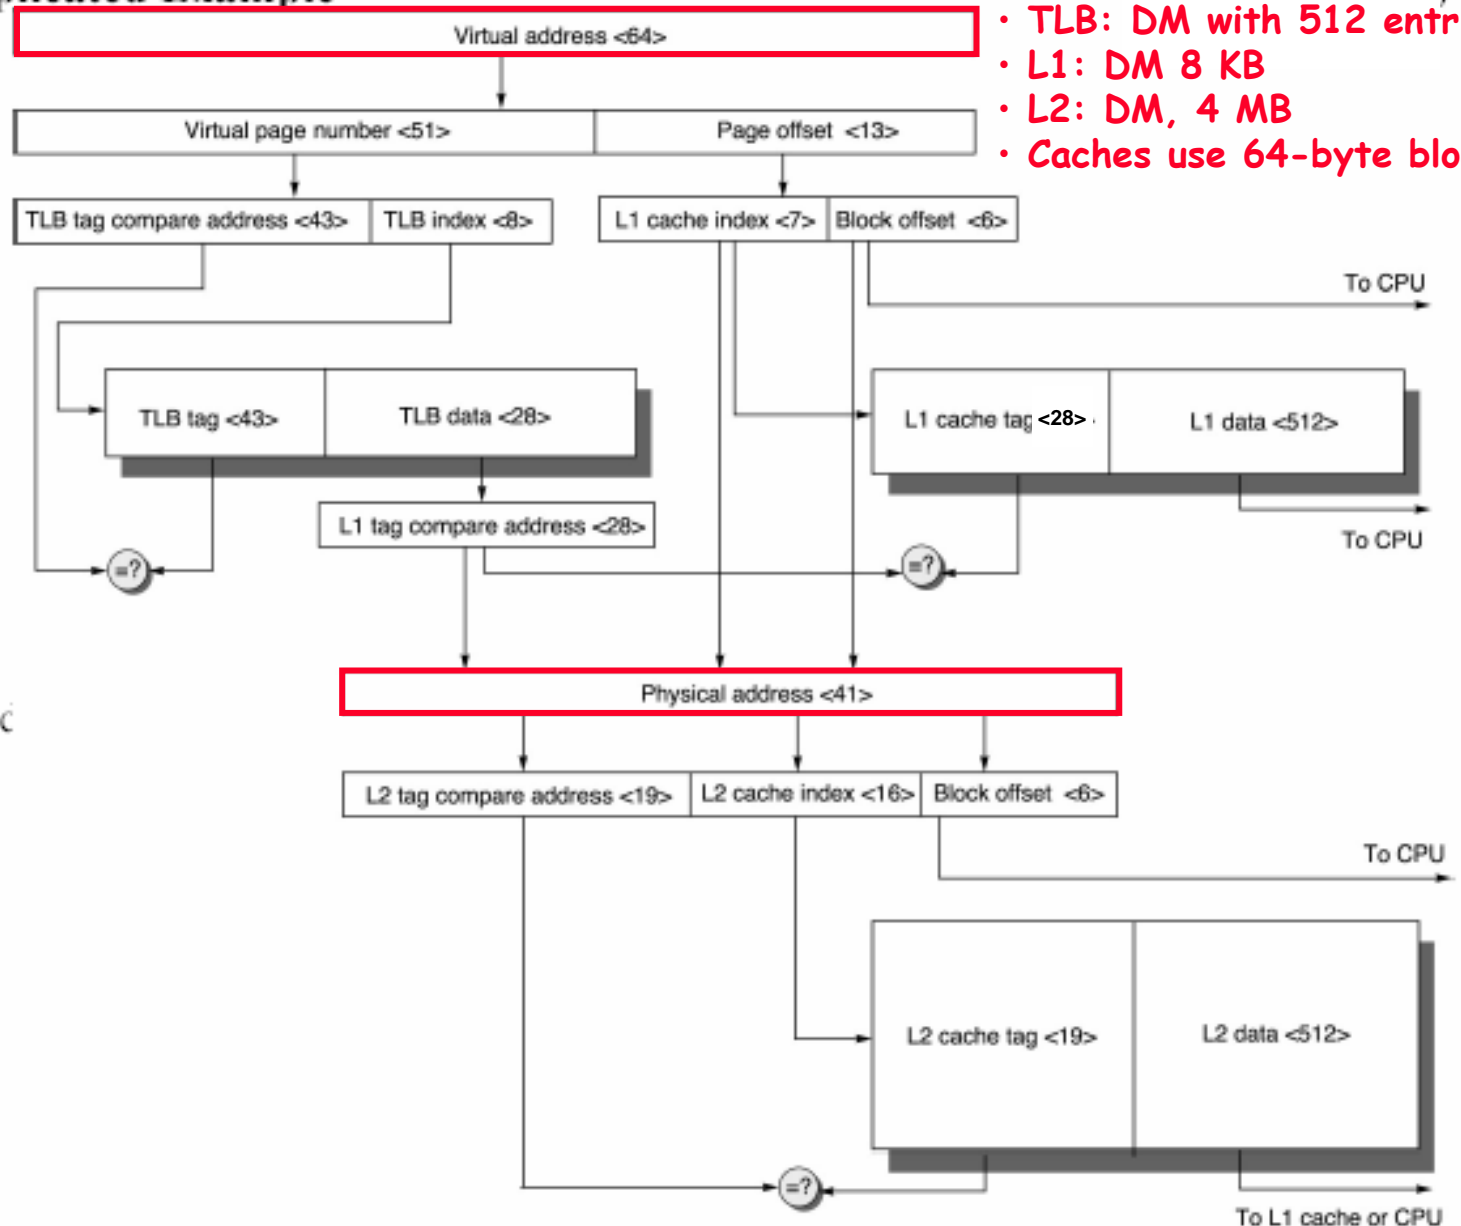 Virtual address <64>
• TLB: DM with 512 entr
• L1: DM 8 KB
• L2: DM, 4 MB
• Caches use 64-byte blo
Virtual page number <51>
Page offset <13>
TLB tag compare address <43>
TLB index <8>
L1 cache index <7>
Block offset <6>
To CPU
TLB tag <43>
TLB data <28>
L1 cache tag <28>
L1 data <512>
L1 tag compare address <28>
=?
=?
To CPU
Physical address <41>
L2 tag compare address <19>
L2 cache index <16>
Block offset <6>
To CPU
L2 cache tag <19>
L2 data <512>
=?
To L1 cache or CPU